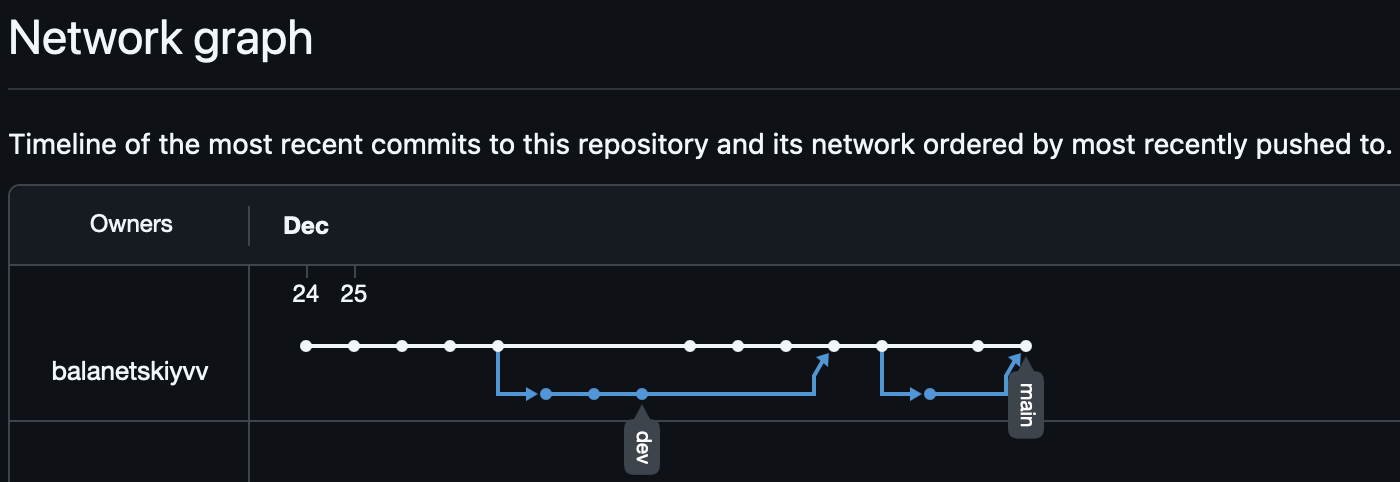 Network graph
Timeline of the most recent commits to this repository and its network ordered by most recently pushed to.
Owners
Dec
24 25
balanetskiyvv
main
dev